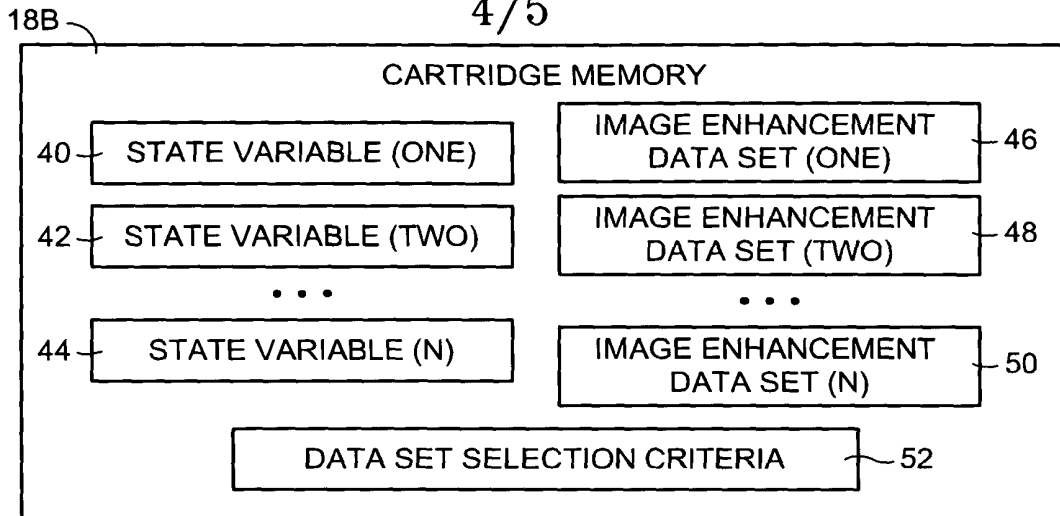 4/5
18B
CARTRIDGE MEMORY
40
STATE VARIABLE (ONE)
IMAGE ENHANCEMENT
DATA SET (ONE)
46
42
STATE VARIABLE (TWO)
IMAGE ENHANCEMENT
DATA SET (TWO)
48
• • •
• • •
44
STATE VARIABLE (N)
IMAGE ENHANCEMENT
DATA SET (N)
50
DATA SET SELECTION CRITERIA
52